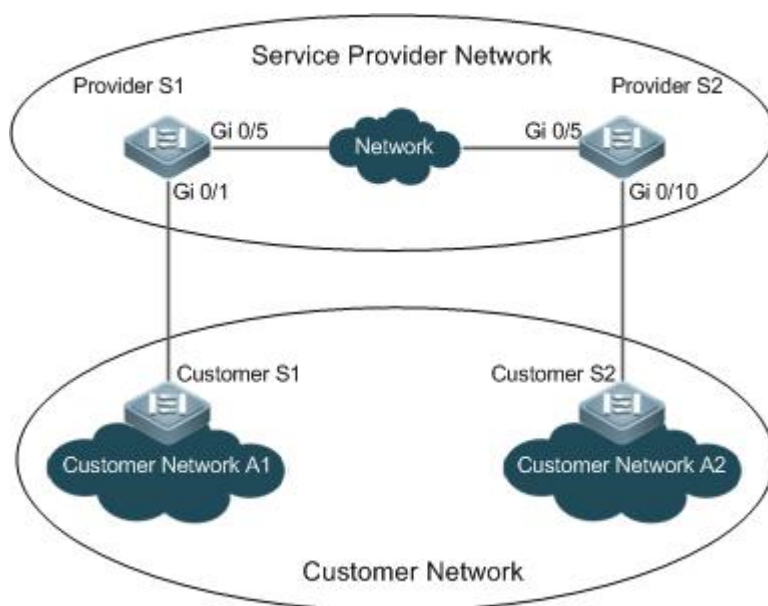 Service Provider Network
Provider S1
Provider S2
Gi 0/5
Network
Gi 0/5
Gi 0/1
Gi 0/10
Customer S1
Customer S2
Customer Network A1
Customer Network A2
Customer Network